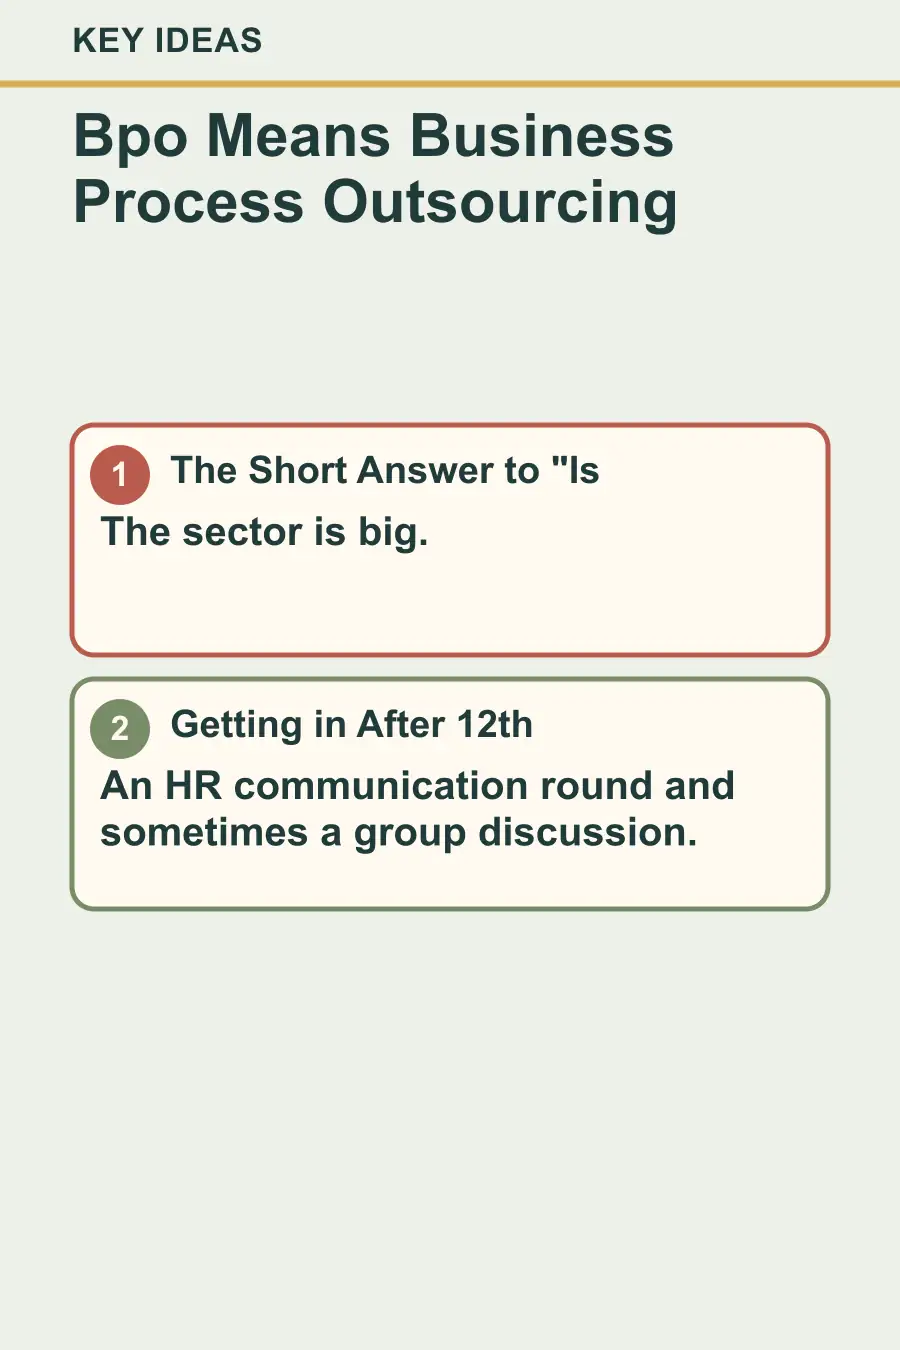 KEY IDEAS
Bpo Means Business
Process Outsourcing
1
The Short Answer to "Is
The sector is big.
2
Getting in After 12th
An HR communication round and
sometimes a group discussion.